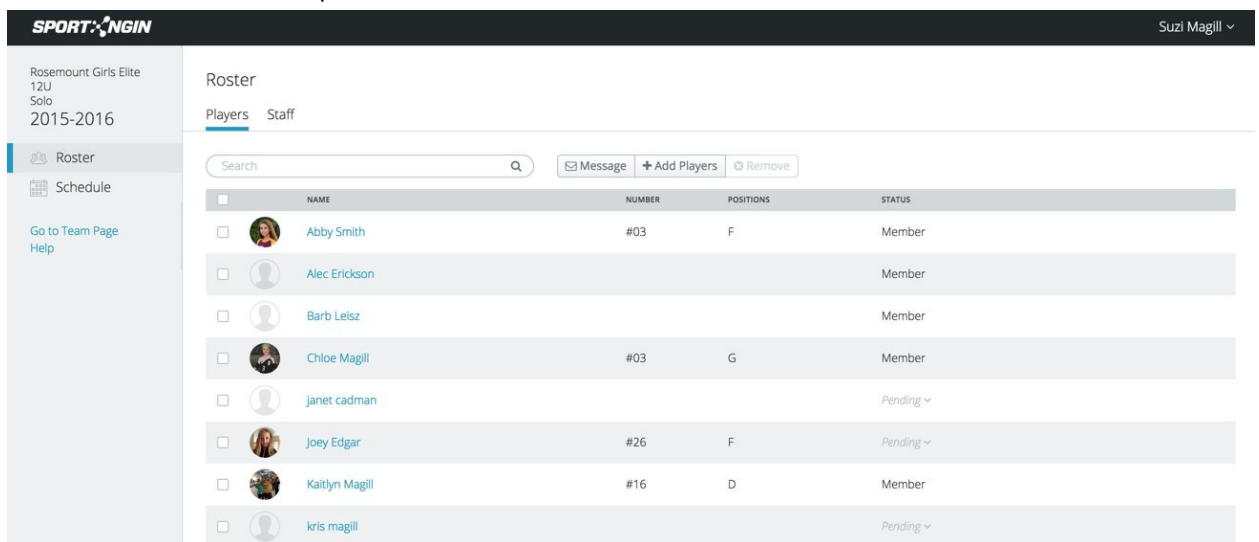 SPORT NGIN
Suzi Magill
Rosemount Girls Elite
12U
Solo
2015-2016
Roster
Schedule
Go to Team Page
Help
Roster
Players Staff
Search
Message + Add Players Remove
NAME NUMBER POSITIONS STATUS
Abby Smith #03 F Member
Alec Erickson Member
Barb Leisz Member
Chloe Magill #03 G Member
janet cadman Pending
Joey Edgar #26 F Pending
Kaitlyn Magill #16 D Member
kris magill Pending